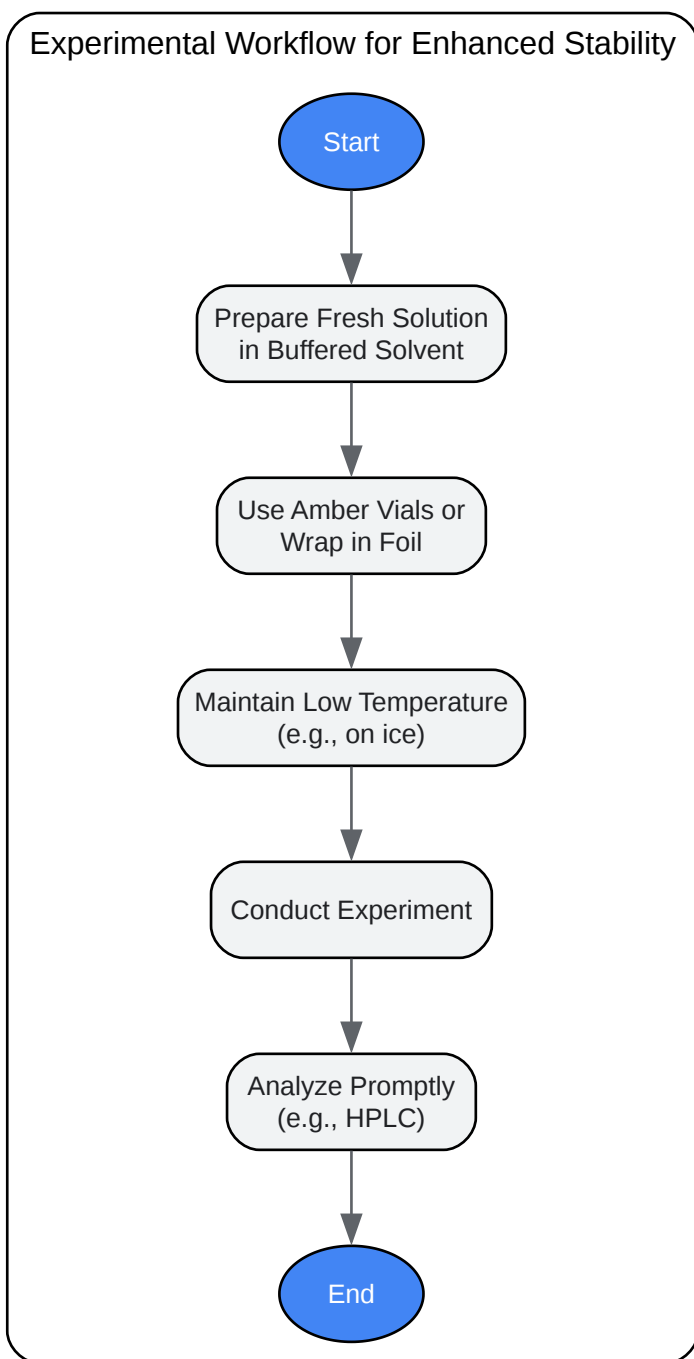 Experimental Workflow for Enhanced Stability
Start
Prepare Fresh Solution
in Buffered Solvent
Use Amber Vials or
Wrap in Foil
Maintain Low Temperature
(e.g., on ice)
Conduct Experiment
Analyze Promptly
(e.g., HPLC)
End